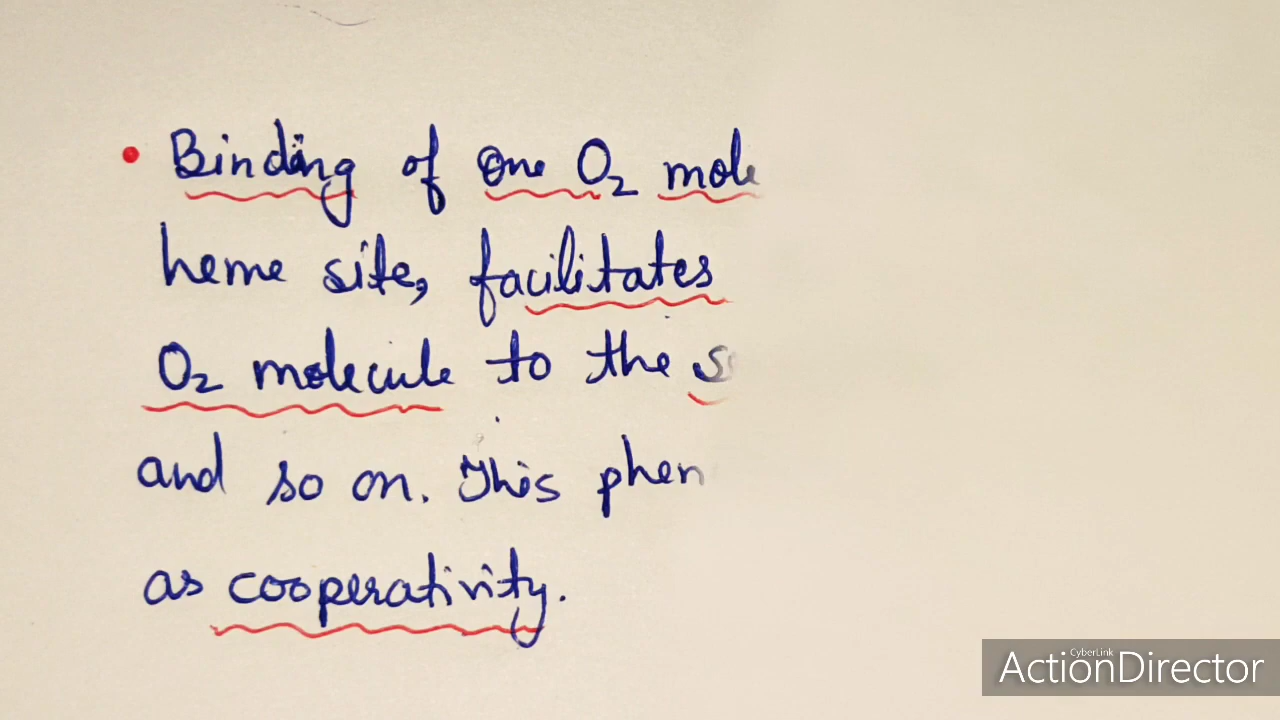 • Binding of one O₂ mole
heme site, facilitates
O₂ molecule to the s
and so on. This phen
as cooperativity.
CyberLink
ActionDirector